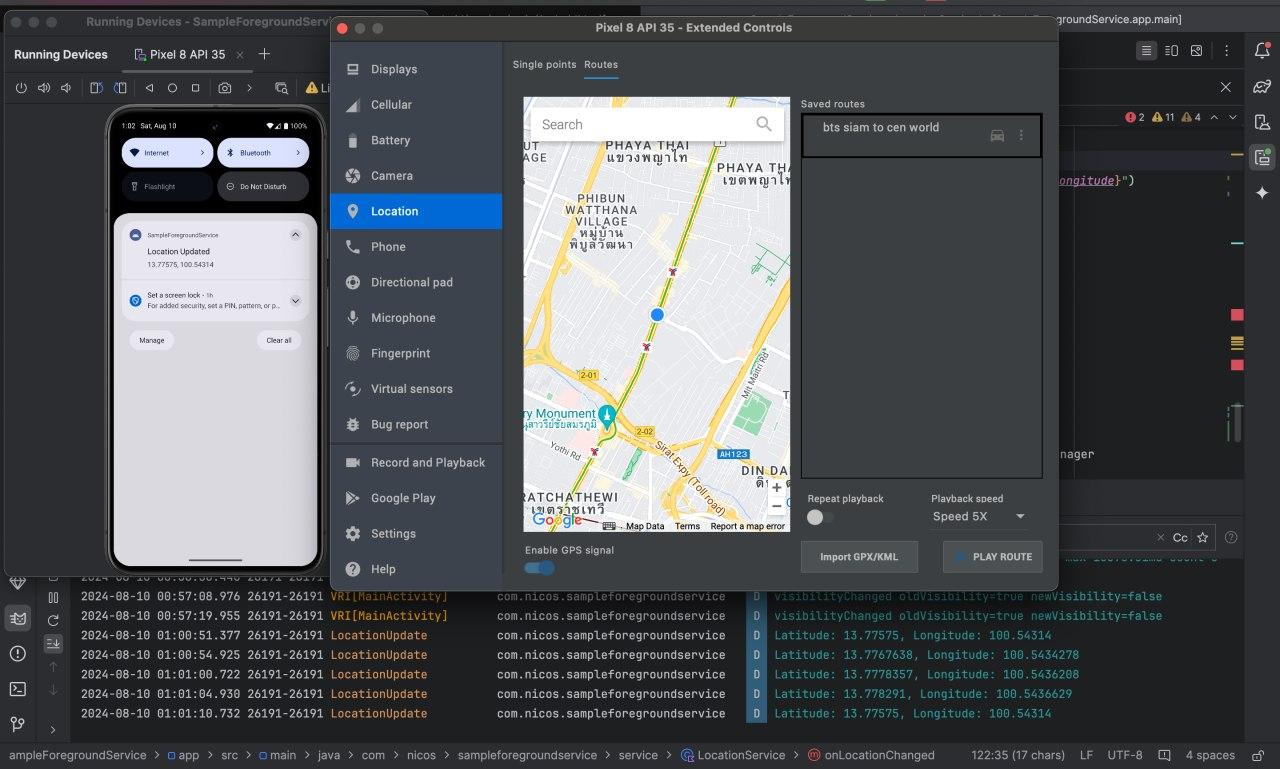 Running Devices - SampleForegroundServi
groundService.app.main]
Running Devices
Pixel 8 API 35
1:02 Sat, Aug 10
100%
Internet
Bluetooth
Flashlight
Do Not Disturb
SampleForegroundService
Location Updated
13.77575, 100.54314
Set a screen lock • 1h
For added security, set a PIN, pattern, or p...
Manage
Clear all
Pixel 8 API 35 - Extended Controls
Displays
Cellular
Battery
Camera
Location
Phone
Directional pad
Microphone
Fingerprint
Virtual sensors
Bug report
Record and Playback
Google Play
Settings
Help
Single points
Routes
Search
PHAYA THAI
แขวงพญาไท
PHAYA THA
เขตพญาไท
PHIBUN
WATTHANA
VILLAGE
หมู่บ้าน
พิบูลวัฒนา
2-01
ry Monument
2-02
Yothi Rd
Mit Maitri Rd
Sirat Expy (Toll road)
AH123
DIN DA
RATCHATHEWI
เขตราชเทวี
Google
Map Data
Terms
Report a map error
Enable GPS signal
Saved routes
bts siam to cen world
Repeat playback
Playback speed
Speed 5X
Import GPX/KML
PLAY ROUTE
2 11 4
ongitude}")
nager
Cc
2024-08-10 00:57:08.976 26191-26191 VRI[MainActivity] com.nicos.sampleforegroundservice D visibilityChanged oldVisibility=true newVisibility=false
2024-08-10 00:57:19.955 26191-26191 VRI[MainActivity] com.nicos.sampleforegroundservice D visibilityChanged oldVisibility=true newVisibility=false
2024-08-10 01:00:51.377 26191-26191 LocationUpdate com.nicos.sampleforegroundservice D Latitude: 13.77575, Longitude: 100.54314
2024-08-10 01:00:54.925 26191-26191 LocationUpdate com.nicos.sampleforegroundservice D Latitude: 13.7767638, Longitude: 100.5434278
2024-08-10 01:01:00.722 26191-26191 LocationUpdate com.nicos.sampleforegroundservice D Latitude: 13.7778357, Longitude: 100.5436208
2024-08-10 01:01:04.930 26191-26191 LocationUpdate com.nicos.sampleforegroundservice D Latitude: 13.778291, Longitude: 100.5436629
2024-08-10 01:01:10.732 26191-26191 LocationUpdate com.nicos.sampleforegroundservice D Latitude: 13.77575, Longitude: 100.54314
ampleForegroundService > app > src > main > java > com > nicos > sampleforegroundservice > service > LocationService > onLocationChanged
122:35 (17 chars) LF UTF-8 4 spaces